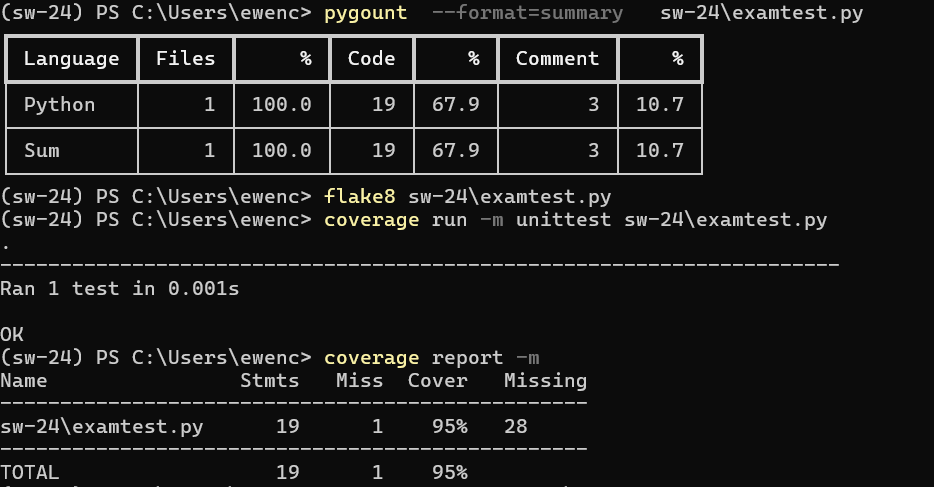 (sw-24) PS C:\Users\ewenc> pygount  --format=summary   sw-24\examtest.py
Language Files % Code % Comment %
Python 1 100.0 19 67.9 3 10.7
Sum 1 100.0 19 67.9 3 10.7
(sw-24) PS C:\Users\ewenc> flake8 sw-24\examtest.py
(sw-24) PS C:\Users\ewenc> coverage run -m unittest sw-24\examtest.py
.
----------------------------------------------------------------------
Ran 1 test in 0.001s
OK
(sw-24) PS C:\Users\ewenc> coverage report -m
Name                Stmts   Miss  Cover   Missing
-------------------------------------------------
sw-24\examtest.py      19      1    95%   28
-------------------------------------------------
TOTAL                  19      1    95%